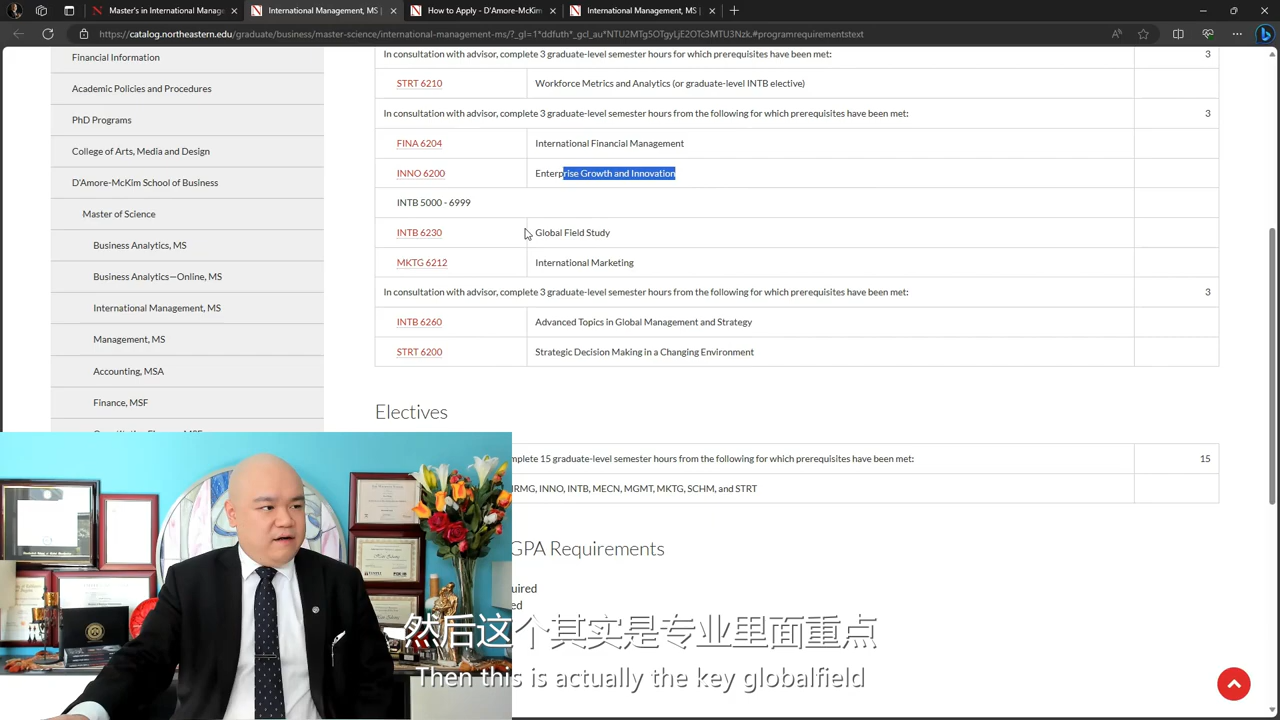 Master's in International Manage
International Management, MS |
How to Apply - D'Amore-McKim
International Management, MS |
https://catalog.northeastern.edu/graduate/business/master-science/international-management-ms/?_gl=1*ddfuth*_gcl_au*NTU2MTg5OTgyLjE2OTc3MTU3Nzk.#programrequirementstext
Financial Information
Academic Policies and Procedures
PhD Programs
College of Arts, Media and Design
D'Amore-McKim School of Business
Master of Science
Business Analytics, MS
Business Analytics—Online, MS
International Management, MS
Management, MS
Accounting, MSA
Finance, MSF
In consultation with advisor, complete 3 graduate-level semester hours for which prerequisites have been met: 3
STRT 6210 Workforce Metrics and Analytics (or graduate-level INTB elective)
In consultation with advisor, complete 3 graduate-level semester hours from the following for which prerequisites have been met: 3
FINA 6204 International Financial Management
INNO 6200 Enterprise Growth and Innovation
INTB 5000 - 6999
INTB 6230 Global Field Study
MKTG 6212 International Marketing
In consultation with advisor, complete 3 graduate-level semester hours from the following for which prerequisites have been met: 3
INTB 6260 Advanced Topics in Global Management and Strategy
STRT 6200 Strategic Decision Making in a Changing Environment
Electives
mplete 15 graduate-level semester hours from the following for which prerequisites have been met: 15
HRMG, INNO, INTB, MECN, MGMT, MKTG, SCHM, and STRT
GPA Requirements
uired
ed
然后这个其实是专业里面重点
Then this is actually the key globalfield